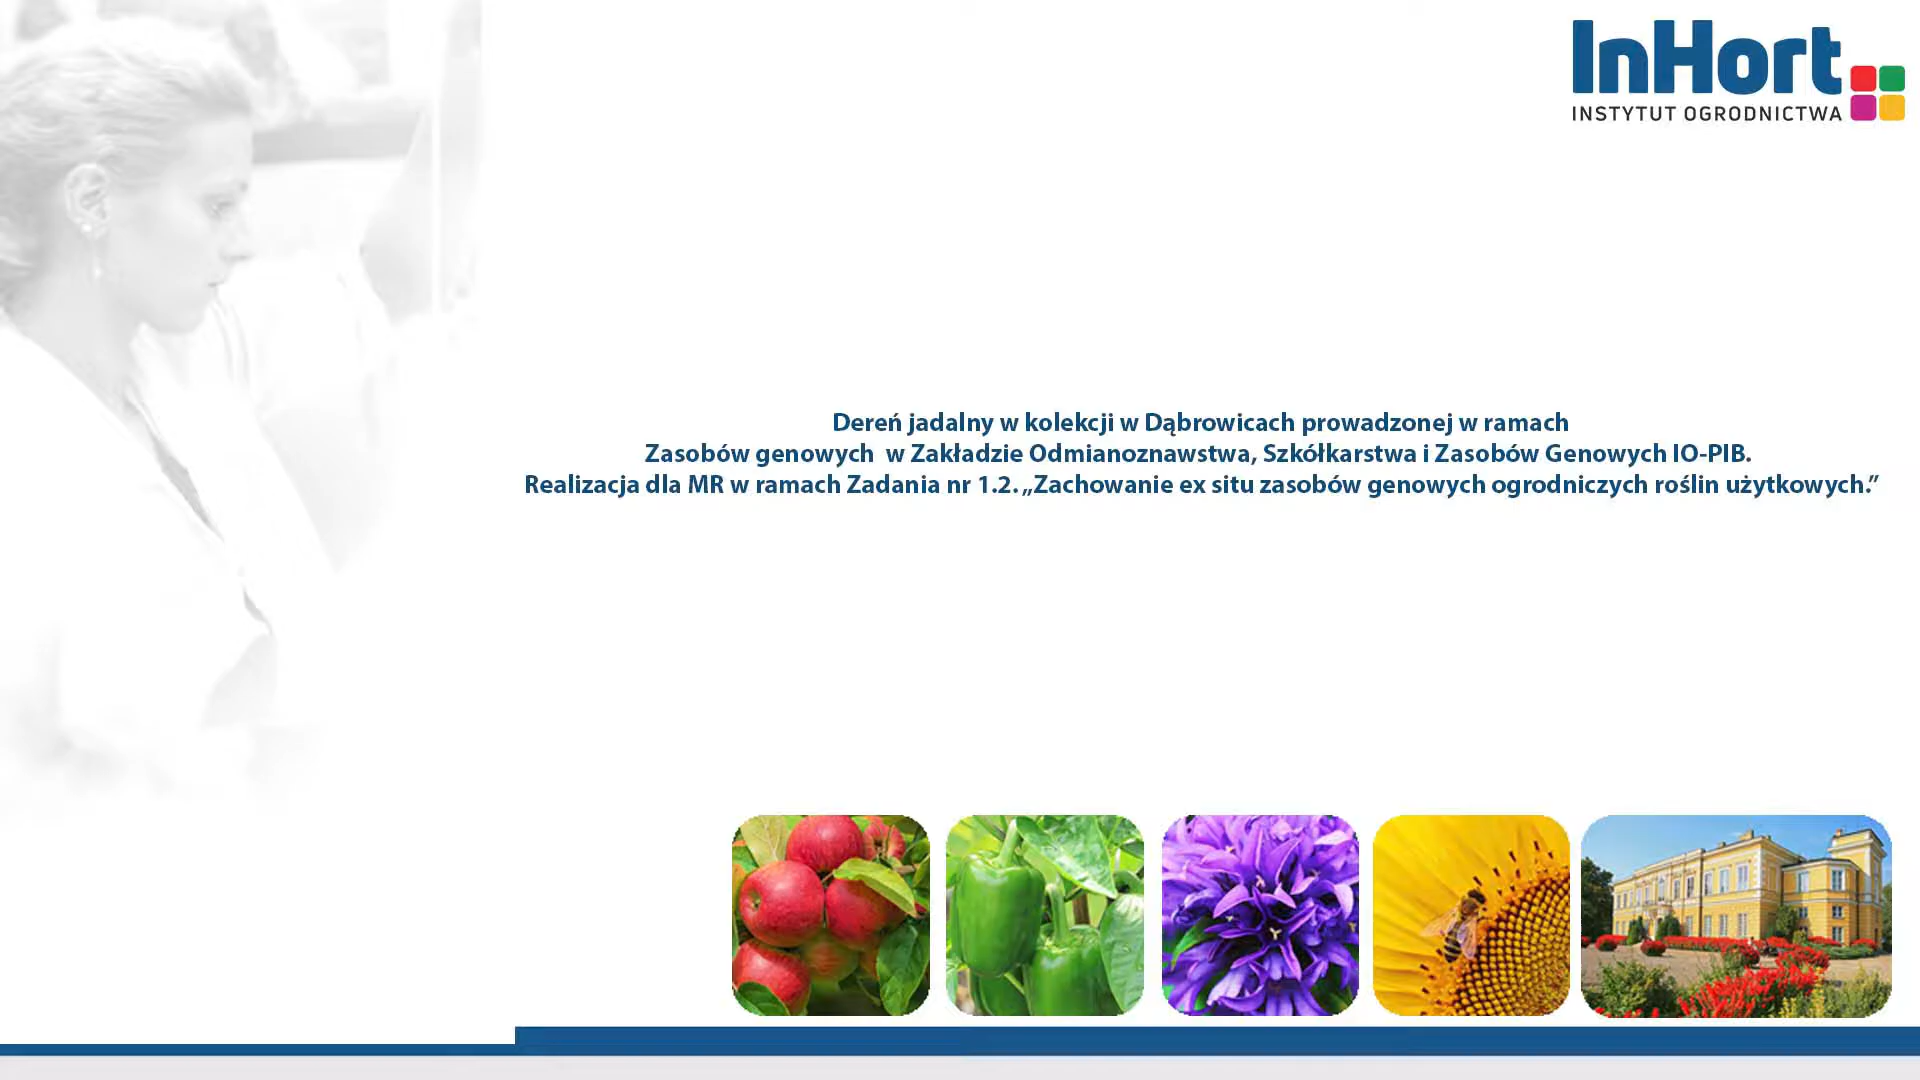 InHort
INSTYTUT OGRODNICTWA
Dereń jadalny w kolekcji w Dąbrowicach prowadzonej w ramach
Zasobów genowych w Zakładzie Odmianoznawstwa, Szkółkarstwa i Zasobów Genowych IO-PIB.
Realizacja dla MR w ramach Zadania nr 1.2. „Zachowanie ex situ zasobów genowych ogrodniczych roślin użytkowych.”